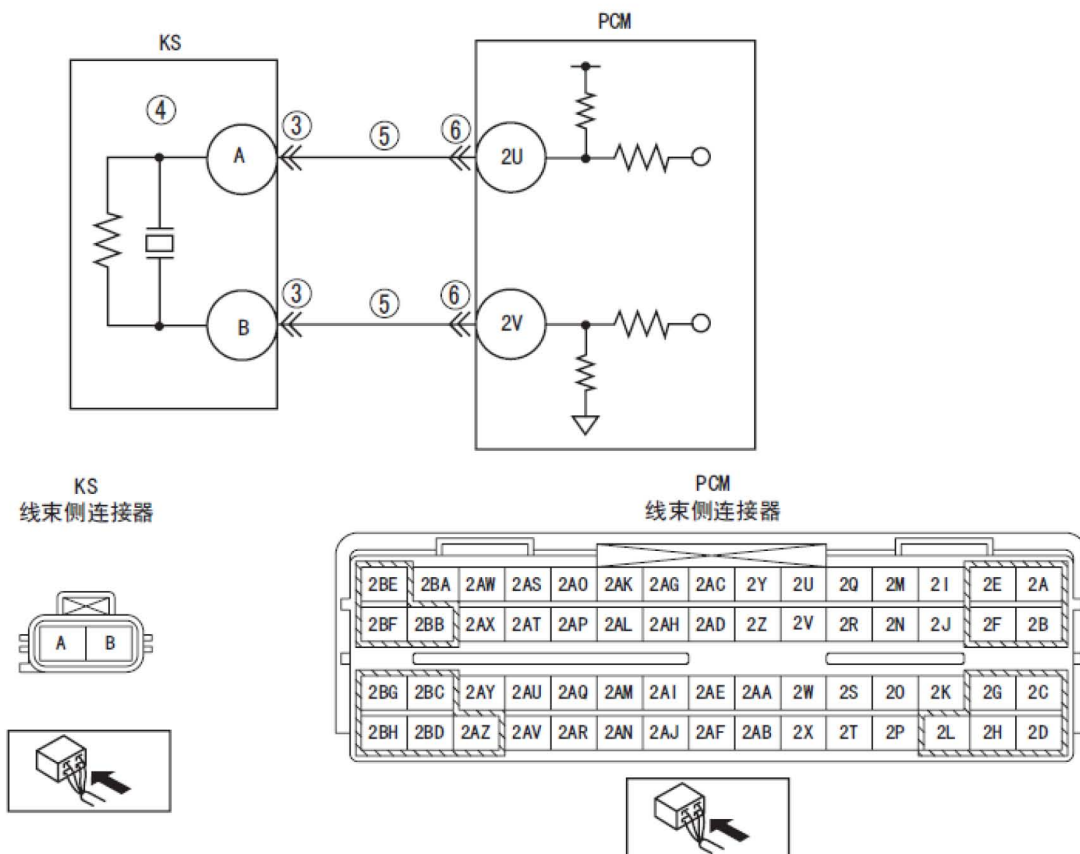 KS
PCM
④
A
③
⑤
⑥
2U
B
③
⑤
⑥
2V
KS
线束侧连接器
A B
PCM
线束侧连接器
2BE 2BA 2AW 2AS 2AO 2AK 2AG 2AC 2Y 2U 2Q 2M 2I 2E 2A
2BF 2BB 2AX 2AT 2AP 2AL 2AH 2AD 2Z 2V 2R 2N 2J 2F 2B
2BG 2BC 2AY 2AU 2AQ 2AM 2AI 2AE 2AA 2W 2S 2O 2K 2G 2C
2BH 2BD 2AZ 2AV 2AR 2AN 2AJ 2AF 2AB 2X 2T 2P 2L 2H 2D